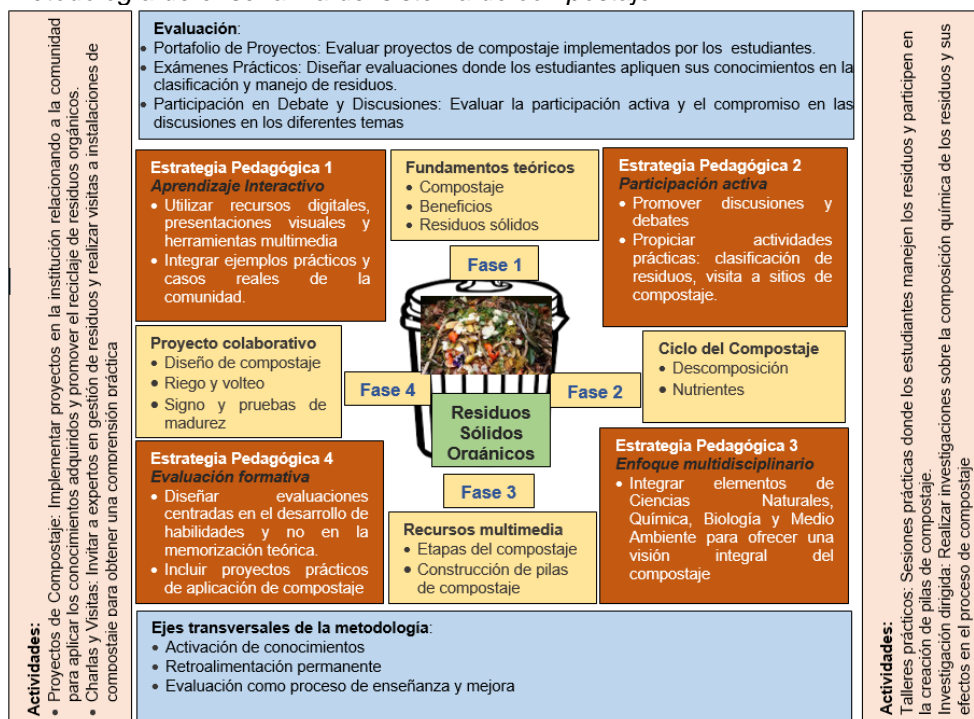 Actividades:
• Proyectos de Compostaje: Implementar proyectos en la institución relacionando a la comunidad
para aplicar los conocimientos adquiridos y promover el reciclaje de residuos orgánicos.
• Charlas y Visitas: Invitar a expertos en gestión de residuos y realizar visitas a instalaciones de
compostaje para obtener una comprensión práctica
Evaluación:
• Portafolio de Proyectos: Evaluar proyectos de compostaje implementados por los estudiantes.
• Exámenes Prácticos: Diseñar evaluaciones donde los estudiantes apliquen sus conocimientos en la
clasificación y manejo de residuos.
• Participación en Debate y Discusiones: Evaluar la participación activa y el compromiso en las
discusiones en los diferentes temas
Estrategia Pedagógica 1
Aprendizaje Interactivo
• Utilizar recursos digitales,
presentaciones visuales y
herramientas multimedia
• Integrar ejemplos prácticos y
casos reales de la
comunidad.
Fundamentos teóricos
• Compostaje
• Beneficios
• Residuos sólidos
Fase 1
Estrategia Pedagógica 2
Participación activa
• Promover discusiones y
debates
• Propiciar actividades
prácticas: clasificación de
residuos, visita a sitios de
compostaje.
Proyecto colaborativo
• Diseño de compostaje
• Riego y volteo
• Signo y pruebas de
madurez
Fase 4
Residuos
Sólidos
Orgánicos
Fase 2
Ciclo del Compostaje
• Descomposición
• Nutrientes
Estrategia Pedagógica 4
Evaluación formativa
• Diseñar evaluaciones
centradas en el desarrollo de
habilidades y no en la
memorización teórica.
• Incluir proyectos prácticos
de aplicación de compostaje
Fase 3
Recursos multimedia
• Etapas del compostaje
• Construcción de pilas
de compostaje
Estrategia Pedagógica 3
Enfoque multidisciplinario
• Integrar elementos de
Ciencias Naturales,
Química, Biología y Medio
Ambiente para ofrecer una
visión integral del
compostaje
Ejes transversales de la metodología:
• Activación de conocimientos
• Retroalimentación permanente
• Evaluación como proceso de enseñanza y mejora
Actividades:
Talleres prácticos: Sesiones prácticas donde los estudiantes manejen los residuos y participen en
la creación de pilas de compostaje.
Investigación dirigida: Realizar investigaciones sobre la composición química de los residuos y sus
efectos en el proceso de compostaje